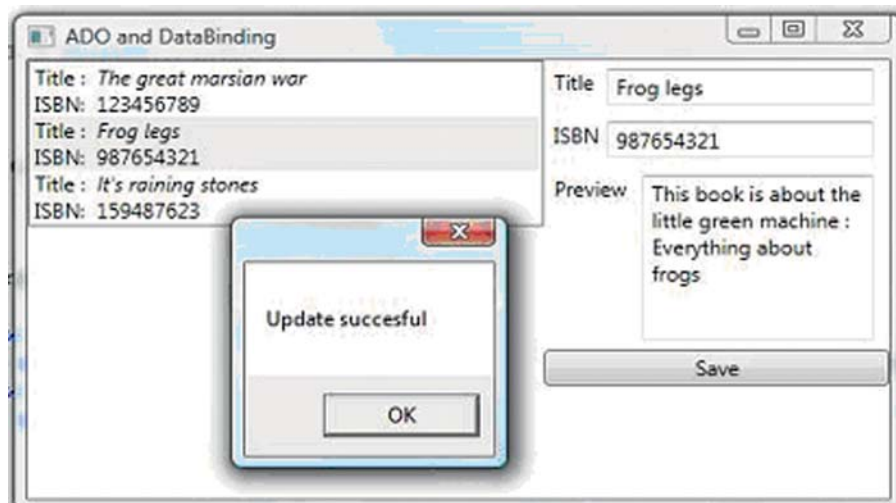 ADO and DataBinding
Title : The great marsian war
ISBN: 123456789
Title : Frog legs
ISBN: 987654321
Title : It's raining stones
ISBN: 159487623
Title Frog legs
ISBN 987654321
Preview This book is about the
little green machine :
Everything about
frogs
Save
Update succesful
OK